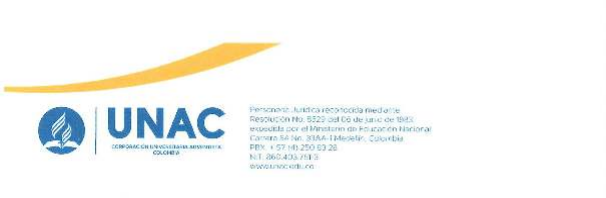 UNAC
CORPORACIÓN UNIVERSITARIA ADVENTISTA
COLOMBIA
Personería Jurídica reconocida mediante
Resolución No. 8529 del 06 de junio de 1983,
expedida por el Ministerio de Educación Nacional
Carrera 84 No. 33AA-1 Medellín, Colombia
PBX: + 57 (4) 250 83 28
NIT: 860.403.751-3
www.unac.edu.co